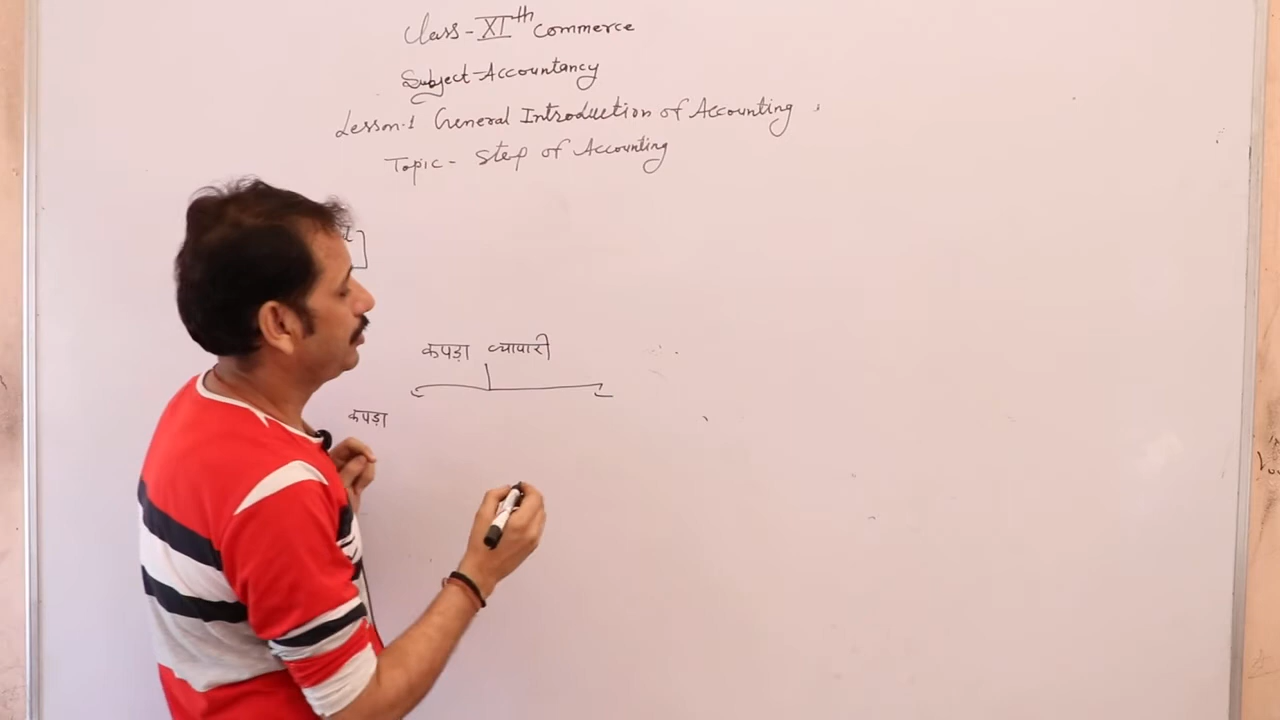 Class - XIth Commerce
Subject - Accountancy
Lesson.1 General Introduction of Accounting
Topic - Step of Accounting
कपड़ा व्यापारी
कपड़ा